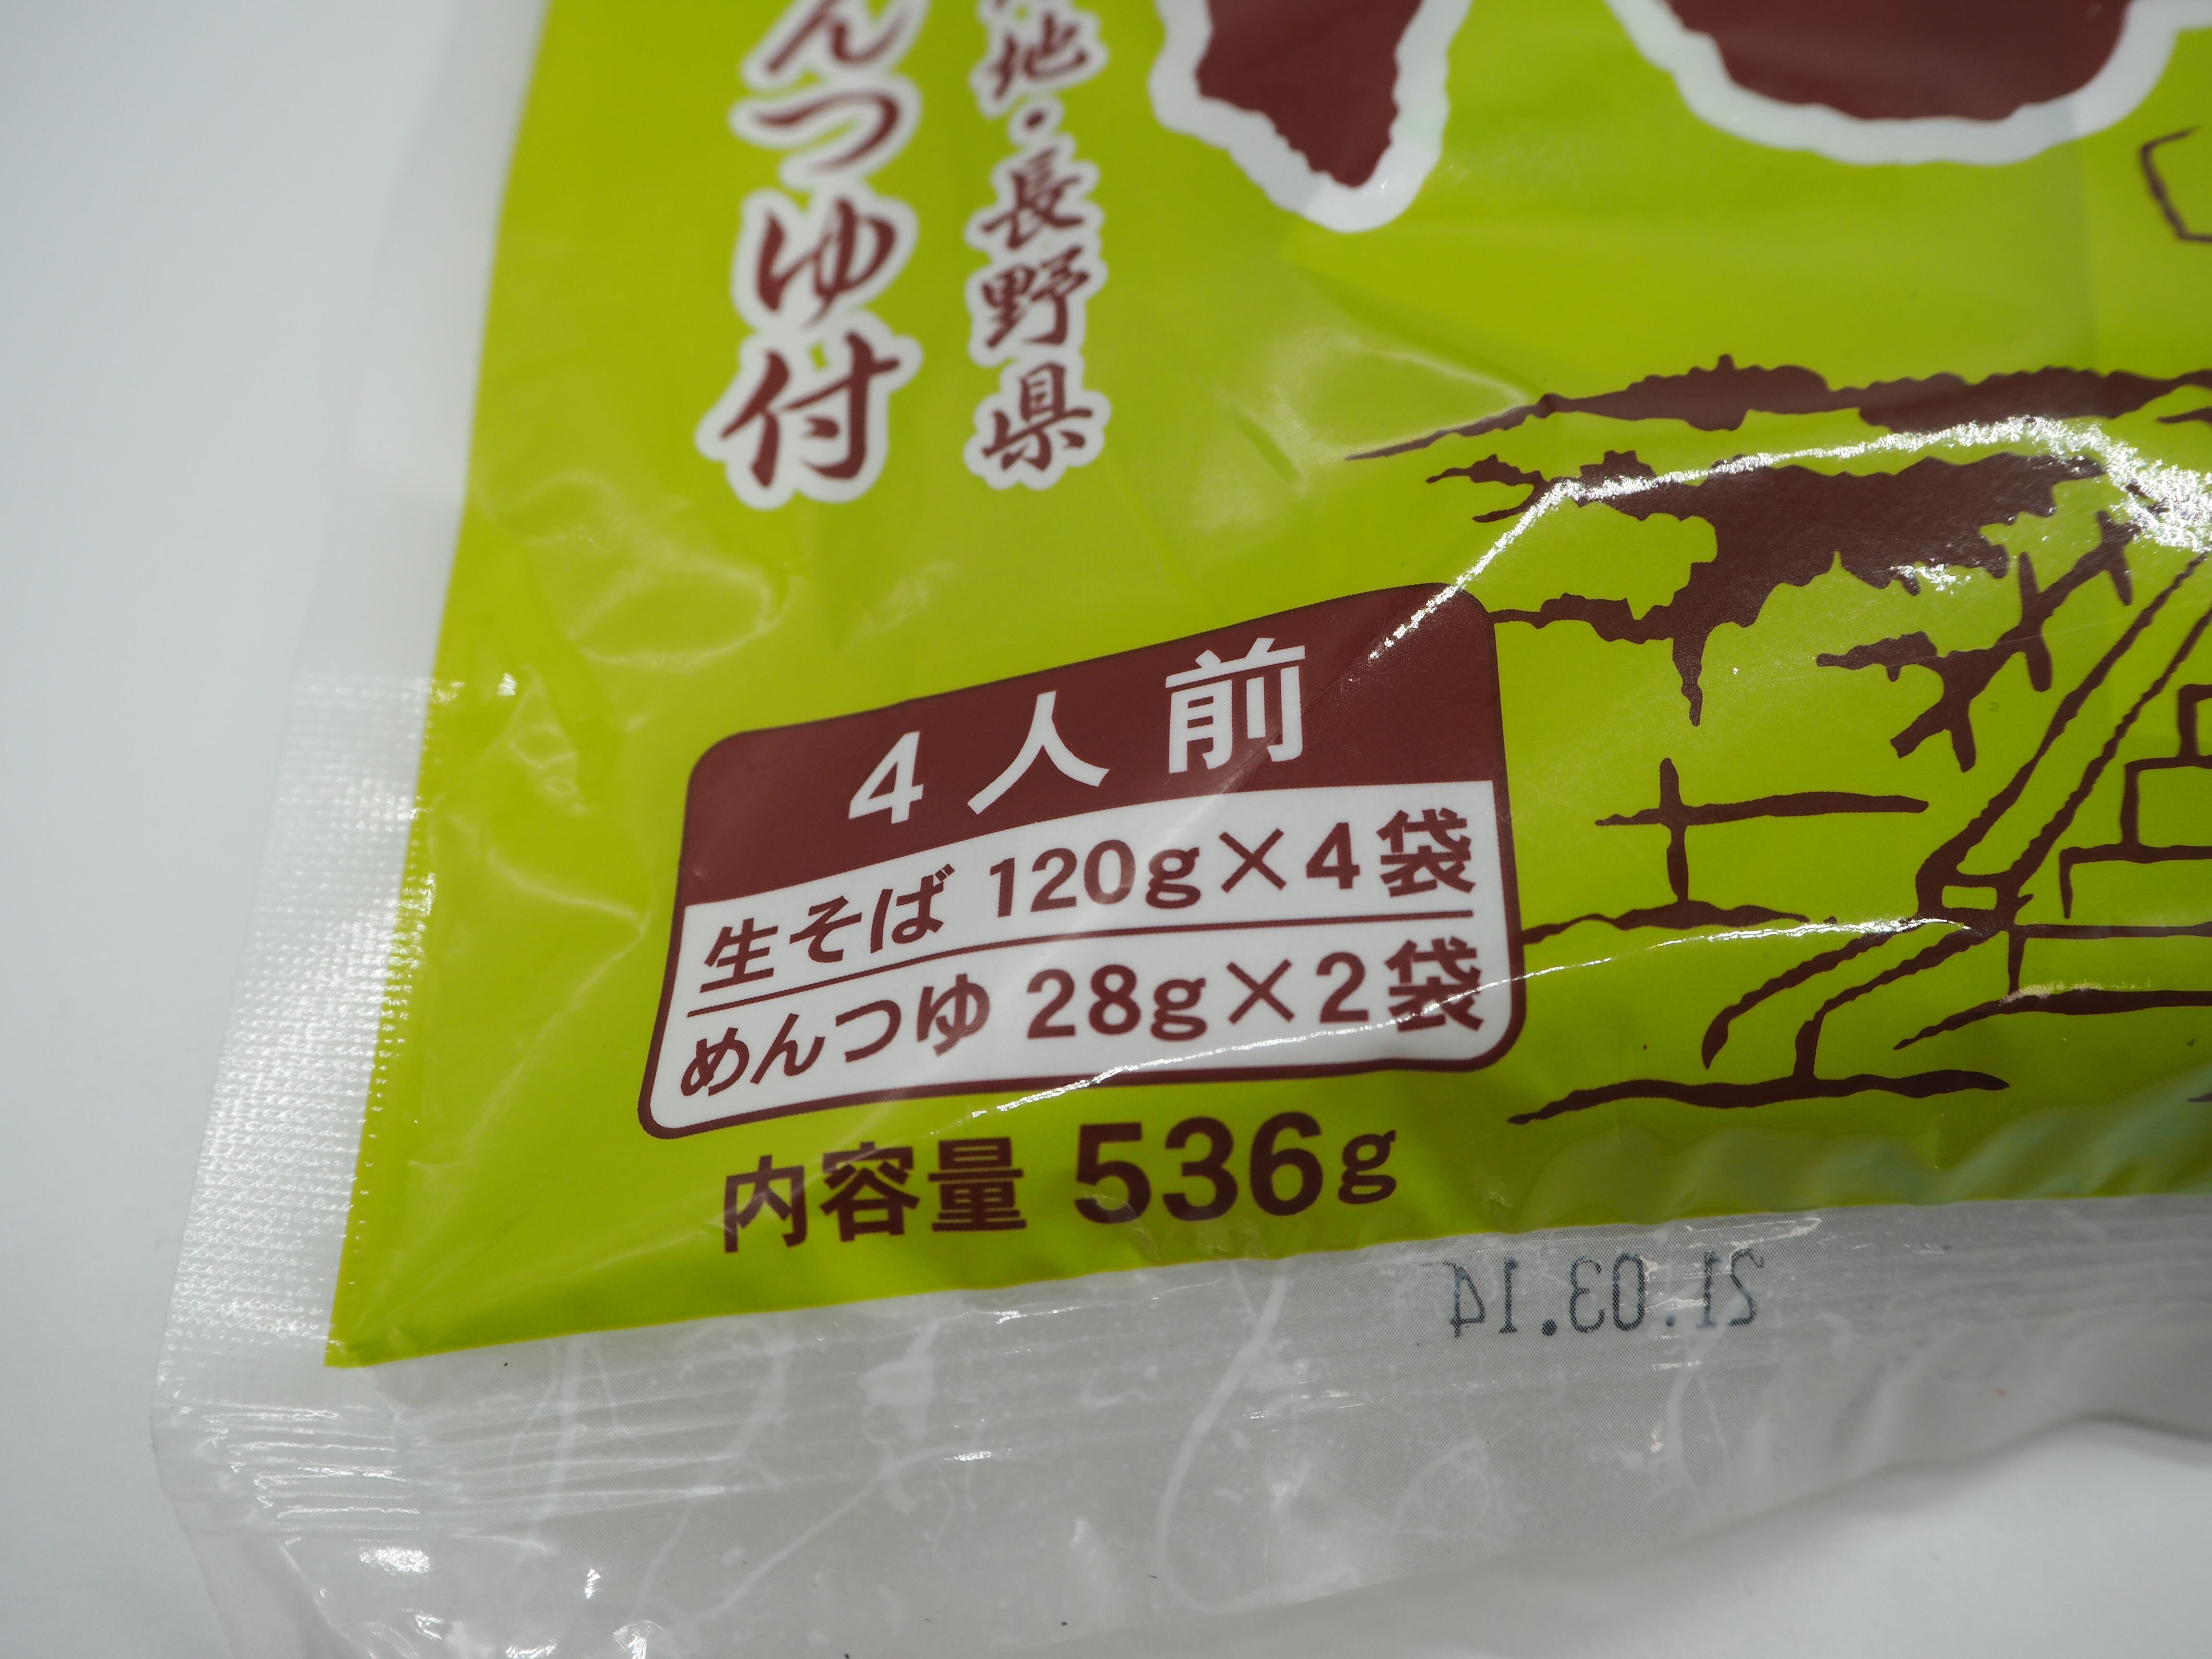 地・長野県
んつゆ付
4人前
生そば 120g×4袋
めんつゆ 28g×2袋
内容量 536g
21.03.14